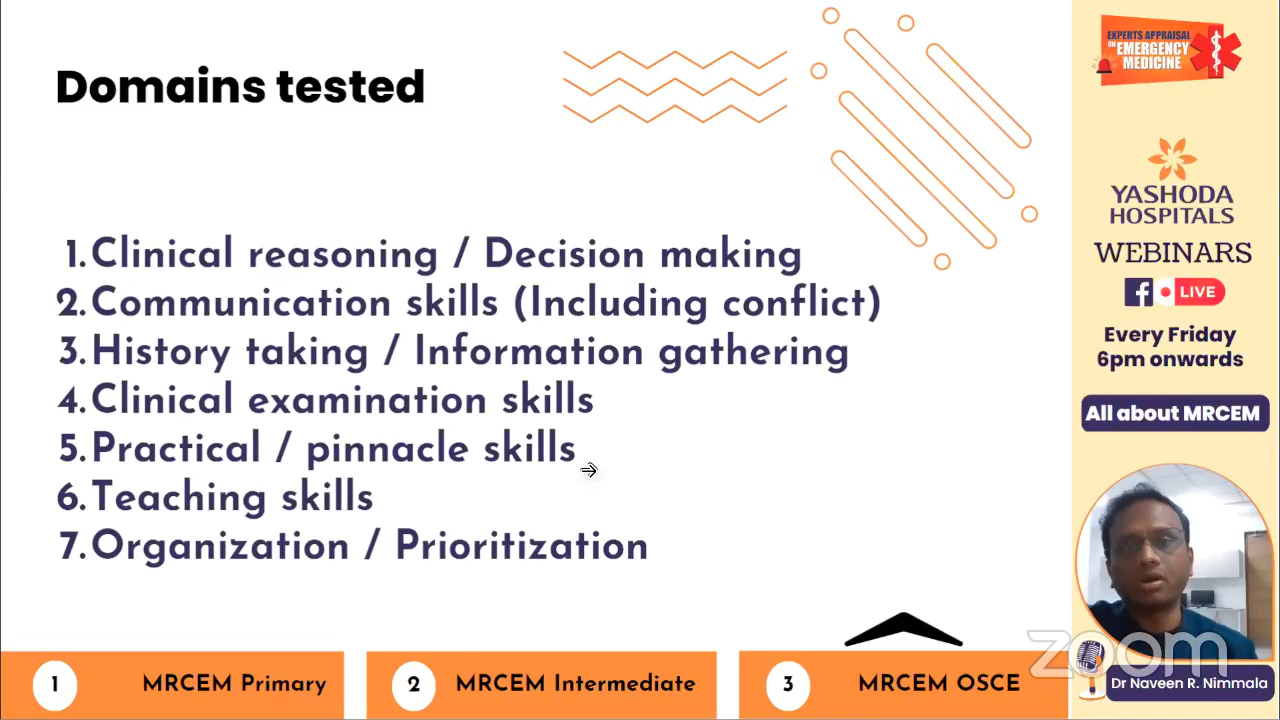 Domains tested
1. Clinical reasoning / Decision making
2. Communication skills (Including conflict)
3. History taking / Information gathering
4. Clinical examination skills
5. Practical / pinnacle skills
6. Teaching skills
7. Organization / Prioritization
1 MRCEM Primary
2 MRCEM Intermediate
3 MRCEM OSCE
EXPERTS APPRAISAL
ON EMERGENCY
MEDICINE
YASHODA
HOSPITALS
WEBINARS
LIVE
Every Friday
6pm onwards
All about MRCEM
zoom
Dr Naveen R. Nimmala